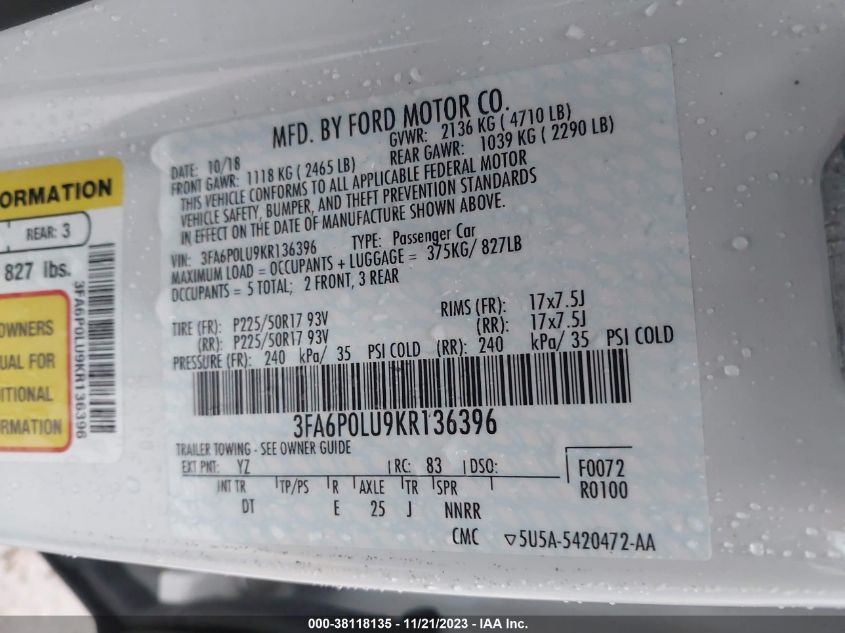 MFD. BY FORD MOTOR CO.
DATE: 10/18 GVWR: 2136 KG ( 4710 LB)
FRONT GAWR: 1118 KG ( 2465 LB) REAR GAWR: 1039 KG ( 2290 LB)
THIS VEHICLE CONFORMS TO ALL APPLICABLE FEDERAL MOTOR
VEHICLE SAFETY, BUMPER, AND THEFT PREVENTION STANDARDS
IN EFFECT ON THE DATE OF MANUFACTURE SHOWN ABOVE.
VIN: 3FA6P0LU9KR136396 TYPE: Passenger Car
MAXIMUM LOAD = OCCUPANTS + LUGGAGE = 375KG/ 827LB
OCCUPANTS = 5 TOTAL; 2 FRONT, 3 REAR
TIRE (FR): P225/50R17 93V RIMS (FR): 17x7.5J
(RR): P225/50R17 93V (RR): 17x7.5J
PRESSURE (FR): 240 kPa/ 35 PSI COLD (RR): 240 kPa/ 35 PSI COLD
3FA6P0LU9KR136396
TRAILER TOWING - SEE OWNER GUIDE
EXT PNT: YZ RC: 83 DSO: F0072
INT TR TP/PS R AXLE TR SPR R0100
DT E 25 J NNRR
CMC ▽5U5A-5420472-AA
ORMATION
REAR: 3
827 lbs.
OWNERS
UAL FOR
ITIONAL
RMATION
3FA6P0LU9KR136396
000-38118135 - 11/21/2023 - IAA Inc.